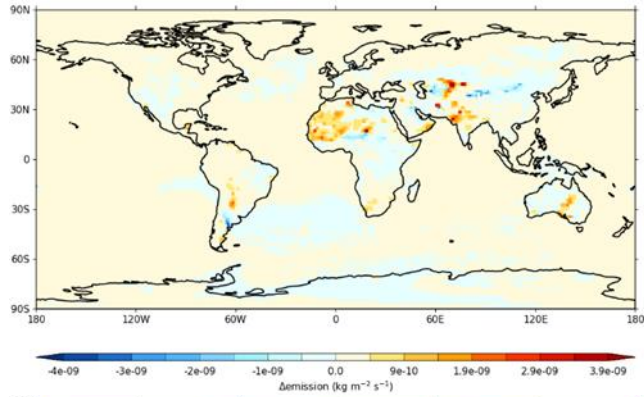 90N
60N
30N
0
30S
60S
90S
180 120W 60W 0 60E 120E 180
-4e-09 -3e-09 -2e-09 -1e-09 0.0 9e-10 1.9e-09 2.9e-09 3.9e-09
Δemission (kg m⁻² s⁻¹)